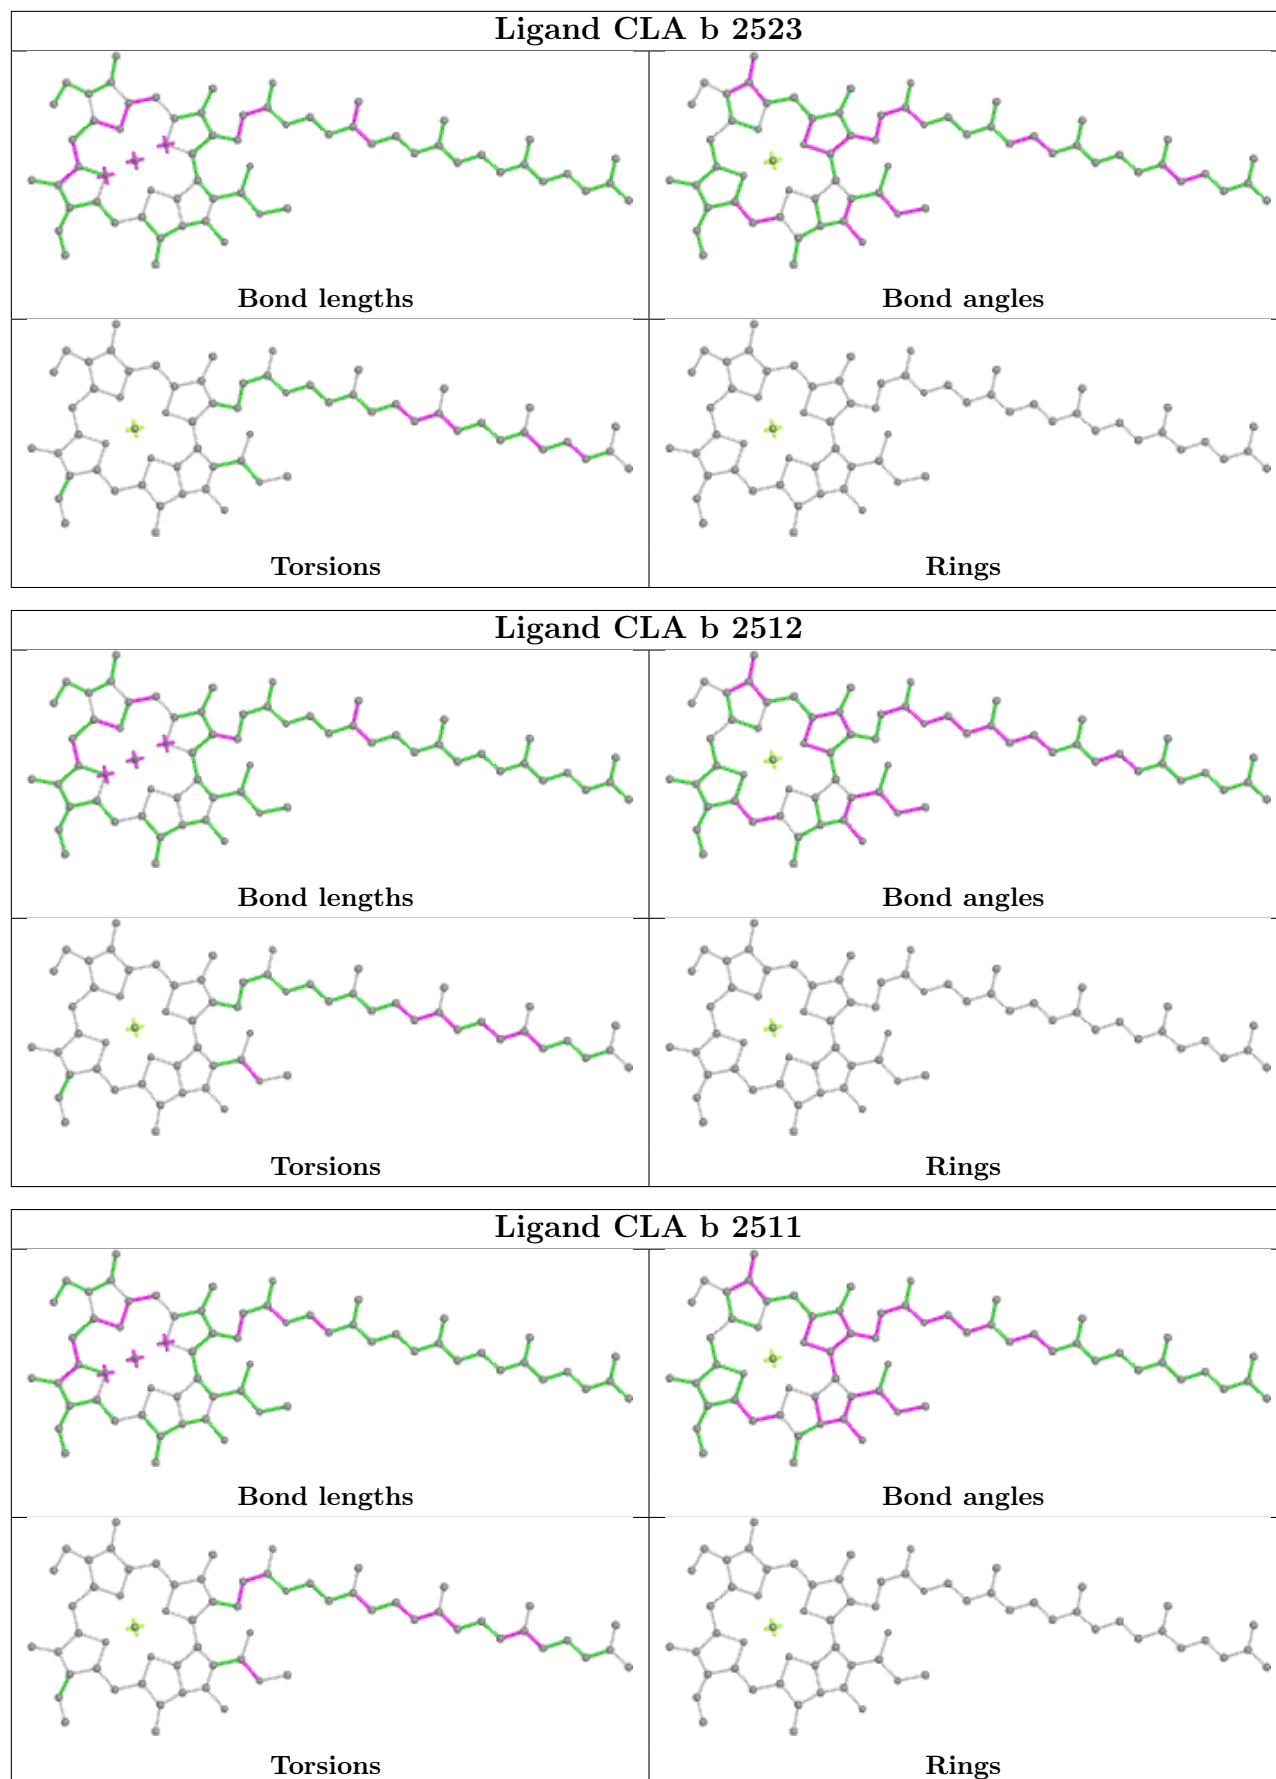 Ligand CLA b 2523
Bond lengths
Bond angles
Torsions
Rings
Ligand CLA b 2512
Bond lengths
Bond angles
Torsions
Rings
Ligand CLA b 2511
Bond lengths
Bond angles
Torsions
Rings